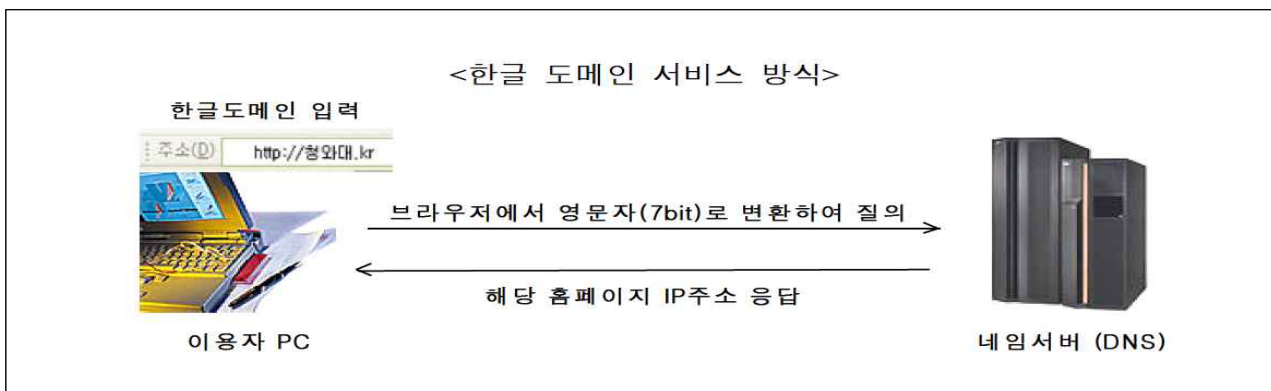 <한글 도메인 서비스 방식>
한글도메인 입력
주소(D) http://청와대.kr
브라우저에서 영문자(7bit)로 변환하여 질의
해당 홈페이지 IP주소 응답
이용자 PC
네임서버 (DNS)